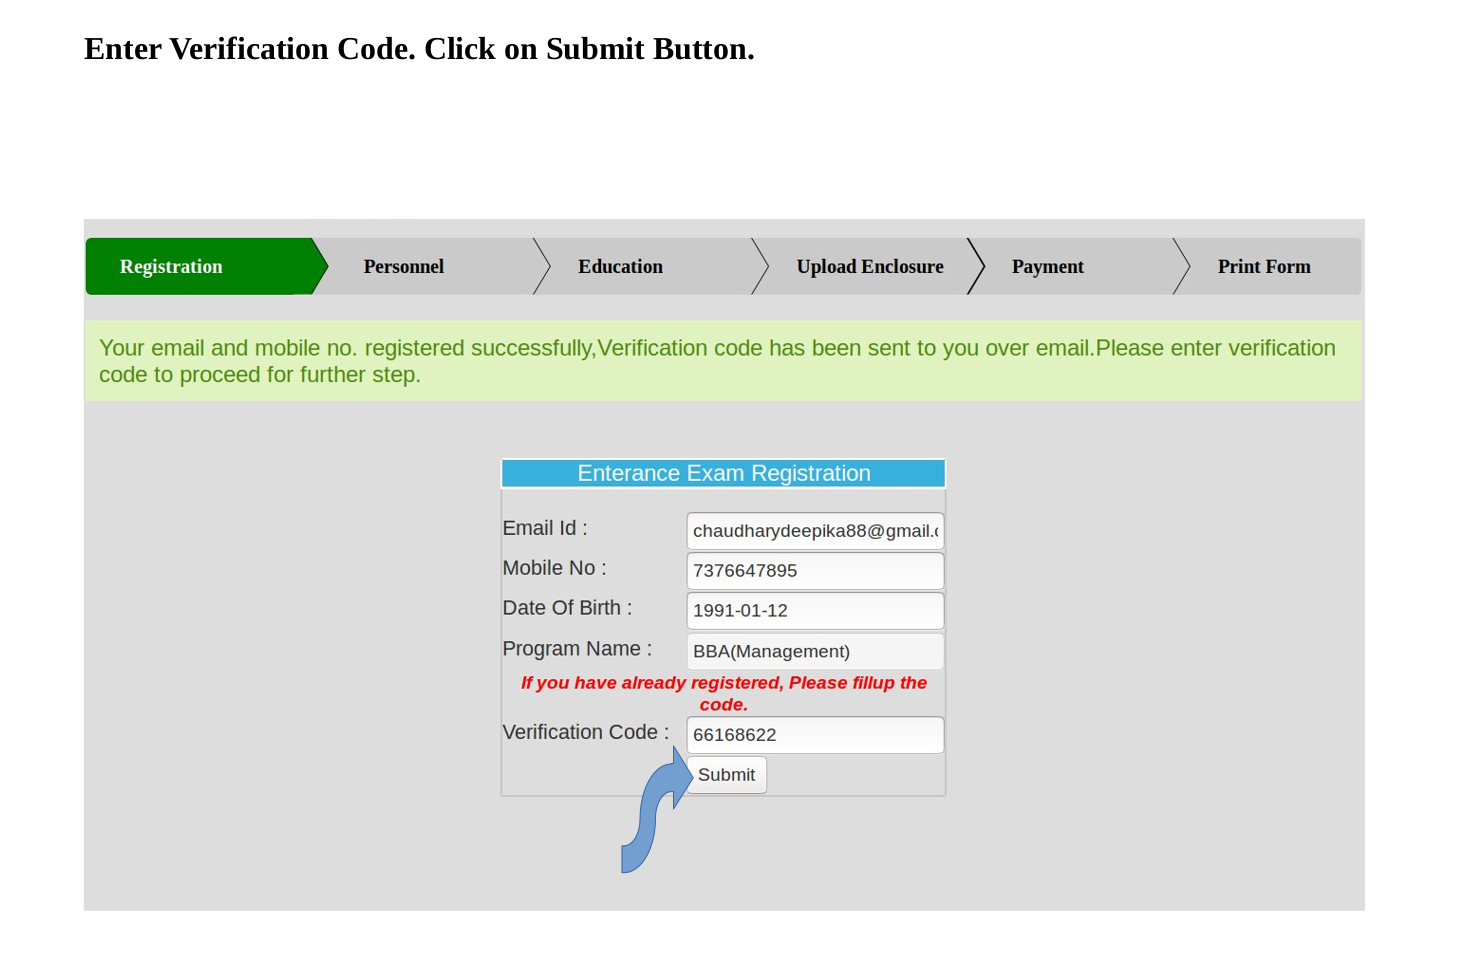 Enter Verification Code. Click on Submit Button.
Registration Personnel Education Upload Enclosure Payment Print Form
Your email and mobile no. registered successfully,Verification code has been sent to you over email.Please enter verification
code to proceed for further step.
Enterance Exam Registration
Email Id : chaudharydeepika88@gmail.c
Mobile No : 7376647895
Date Of Birth : 1991-01-12
Program Name : BBA(Management)
If you have already registered, Please fillup the
code.
Verification Code : 66168622
Submit